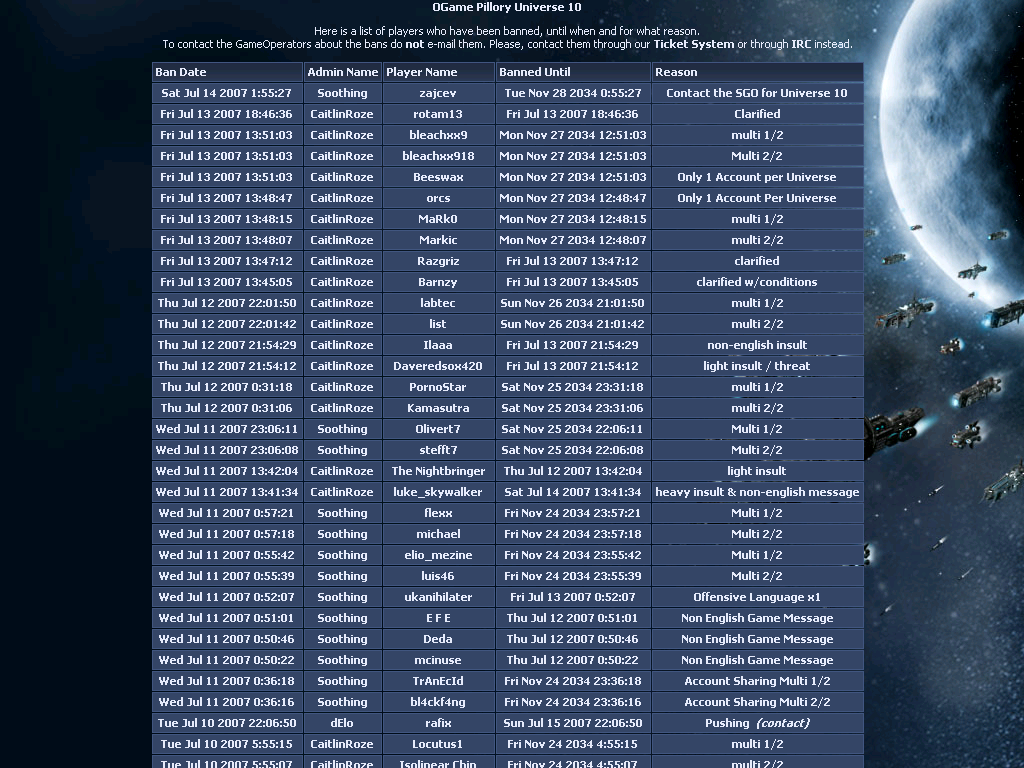 OGame Pillory Universe 10
Here is a list of players who have been banned, until when and for what reason.
To contact the GameOperators about the bans do not e-mail them. Please, contact them through our Ticket System or through IRC instead.
Ban Date Admin Name Player Name Banned Until Reason
Sat Jul 14 2007 1:55:27 Soothing zajcev Tue Nov 28 2034 0:55:27 Contact the SGO for Universe 10
Fri Jul 13 2007 18:46:36 CaitlinRoze rotam13 Fri Jul 13 2007 18:46:36 Clarified
Fri Jul 13 2007 13:51:03 CaitlinRoze bleachxx9 Mon Nov 27 2034 12:51:03 multi 1/2
Fri Jul 13 2007 13:51:03 CaitlinRoze bleachxx918 Mon Nov 27 2034 12:51:03 Multi 2/2
Fri Jul 13 2007 13:51:03 CaitlinRoze Beeswax Mon Nov 27 2034 12:51:03 Only 1 Account per Universe
Fri Jul 13 2007 13:48:47 CaitlinRoze orcs Mon Nov 27 2034 12:48:47 Only 1 Account Per Universe
Fri Jul 13 2007 13:48:15 CaitlinRoze MaRk0 Mon Nov 27 2034 12:48:15 multi 1/2
Fri Jul 13 2007 13:48:07 CaitlinRoze Markic Mon Nov 27 2034 12:48:07 multi 2/2
Fri Jul 13 2007 13:47:12 CaitlinRoze Razgriz Fri Jul 13 2007 13:47:12 clarified
Fri Jul 13 2007 13:45:05 CaitlinRoze Barnzy Fri Jul 13 2007 13:45:05 clarified w/conditions
Thu Jul 12 2007 22:01:50 CaitlinRoze labtec Sun Nov 26 2034 21:01:50 multi 1/2
Thu Jul 12 2007 22:01:42 CaitlinRoze list Sun Nov 26 2034 21:01:42 multi 2/2
Thu Jul 12 2007 21:54:29 CaitlinRoze Ilaaa Fri Jul 13 2007 21:54:29 non-english insult
Thu Jul 12 2007 21:54:12 CaitlinRoze Daveredsox420 Fri Jul 13 2007 21:54:12 light insult / threat
Thu Jul 12 2007 0:31:18 CaitlinRoze PornoStar Sat Nov 25 2034 23:31:18 multi 1/2
Thu Jul 12 2007 0:31:06 CaitlinRoze Kamasutra Sat Nov 25 2034 23:31:06 multi 2/2
Wed Jul 11 2007 23:06:11 Soothing Olivert7 Sat Nov 25 2034 22:06:11 Multi 1/2
Wed Jul 11 2007 23:06:08 Soothing stefft7 Sat Nov 25 2034 22:06:08 Multi 2/2
Wed Jul 11 2007 13:42:04 CaitlinRoze The Nightbringer Thu Jul 12 2007 13:42:04 light insult
Wed Jul 11 2007 13:41:34 CaitlinRoze luke_skywalker Sat Jul 14 2007 13:41:34 heavy insult & non-english message
Wed Jul 11 2007 0:57:21 Soothing flexx Fri Nov 24 2034 23:57:21 Multi 1/2
Wed Jul 11 2007 0:57:18 Soothing michael Fri Nov 24 2034 23:57:18 Multi 2/2
Wed Jul 11 2007 0:55:42 Soothing elio_mezine Fri Nov 24 2034 23:55:42 Multi 1/2
Wed Jul 11 2007 0:55:39 Soothing luis46 Fri Nov 24 2034 23:55:39 Multi 2/2
Wed Jul 11 2007 0:52:07 Soothing ukanihilater Fri Jul 13 2007 0:52:07 Offensive Language x1
Wed Jul 11 2007 0:51:01 Soothing E F E Thu Jul 12 2007 0:51:01 Non English Game Message
Wed Jul 11 2007 0:50:46 Soothing Deda Thu Jul 12 2007 0:50:46 Non English Game Message
Wed Jul 11 2007 0:50:22 Soothing mcinuse Thu Jul 12 2007 0:50:22 Non English Game Message
Wed Jul 11 2007 0:36:18 Soothing TrAnEcId Fri Nov 24 2034 23:36:18 Account Sharing Multi 1/2
Wed Jul 11 2007 0:36:16 Soothing bl4ckf4ng Fri Nov 24 2034 23:36:16 Account Sharing Multi 2/2
Tue Jul 10 2007 22:06:50 dElo rafix Sun Jul 15 2007 22:06:50 Pushing (contact)
Tue Jul 10 2007 5:55:15 CaitlinRoze Locutus1 Fri Nov 24 2034 4:55:15 multi 1/2
Tue Jul 10 2007 5:55:07 CaitlinRoze Isolinear Chip Fri Nov 24 2034 4:55:07 multi 2/2